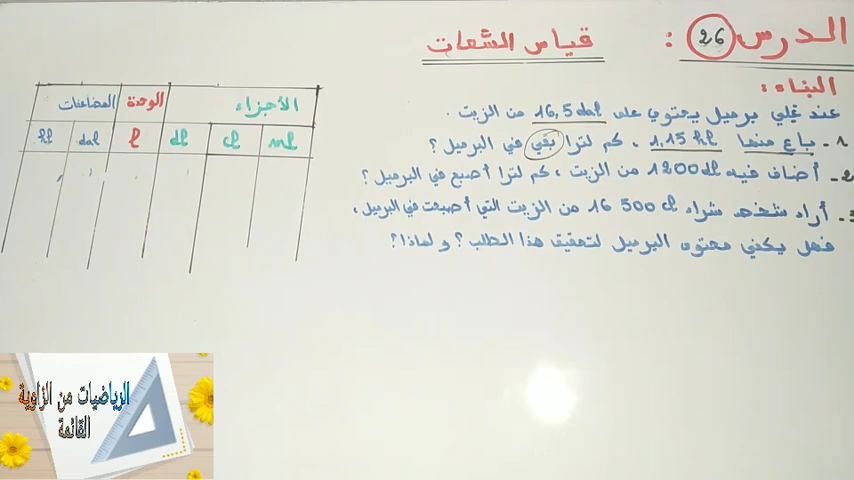 الدرس 26 : قياس السعات
البناء :
عند علي برميل يحتوي على 16,5 dal من الزيت .
1- باع منها 1,15 hl ، كم لترا بقي في البرميل ؟
2- أضاف فيه 1200 dl من الزيت ، كم لترا أصبح في البرميل ؟
3- أراد شخص شراء 16 500 cl من الزيت التي أصبحت في البرميل ،
فهل يكفي محتوى البرميل لتحقيق هذا الطلب ؟ و لماذا ؟
الأجزاء الوحدة المضاعفات
ml cl dl l dal hl
الرياضيات من الزاوية
القائمة